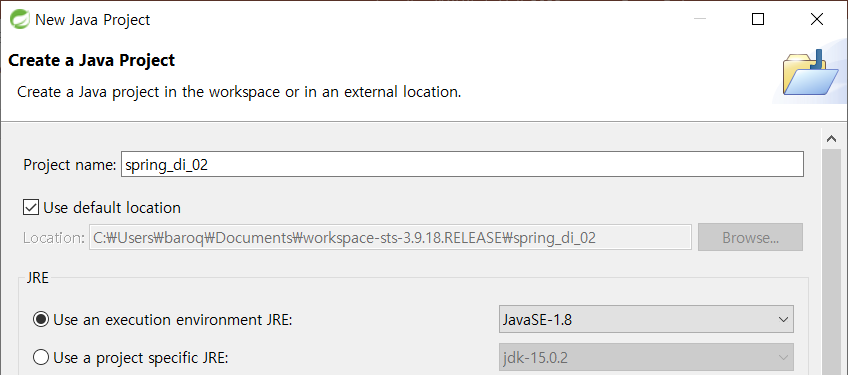 New Java Project
Create a Java Project
Create a Java project in the workspace or in an external location.
Project name: spring_di_02
Use default location
Location: C:₩Users₩baroq₩Documents₩workspace-sts-3.9.18.RELEASE₩spring_di_02 Browse...
JRE
Use an execution environment JRE: JavaSE-1.8
Use a project specific JRE: jdk-15.0.2